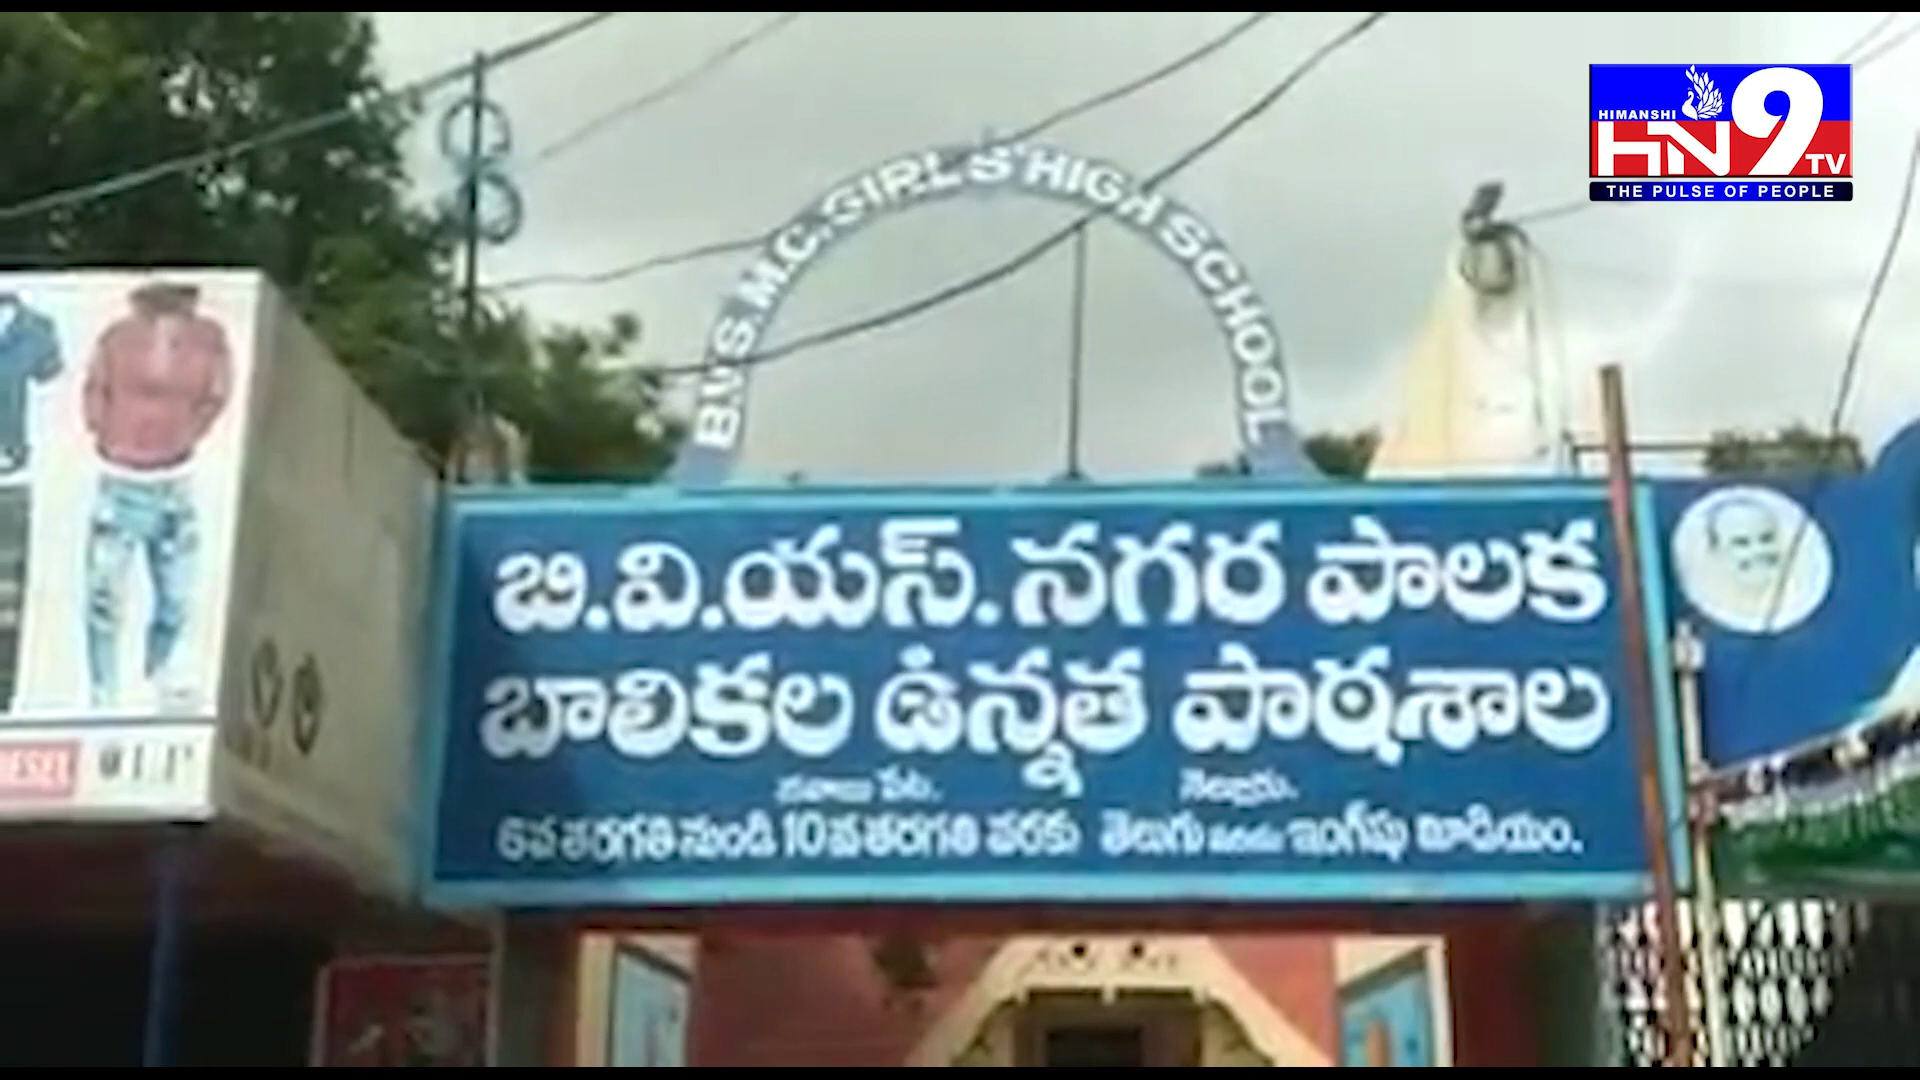 HIMANSHI
HN9
TV
THE PULSE OF PEOPLE
B.V.S.M.C. GIRLS' HIGH SCHOOL
బి.వి.యస్. నగర పాలక
బాలికల ఉన్నత పాఠశాల
నెల్లూరు.
6వ తరగతి నుండి 10వ తరగతి వరకు తెలుగు మరియు ఇంగ్లీషు మీడియం.